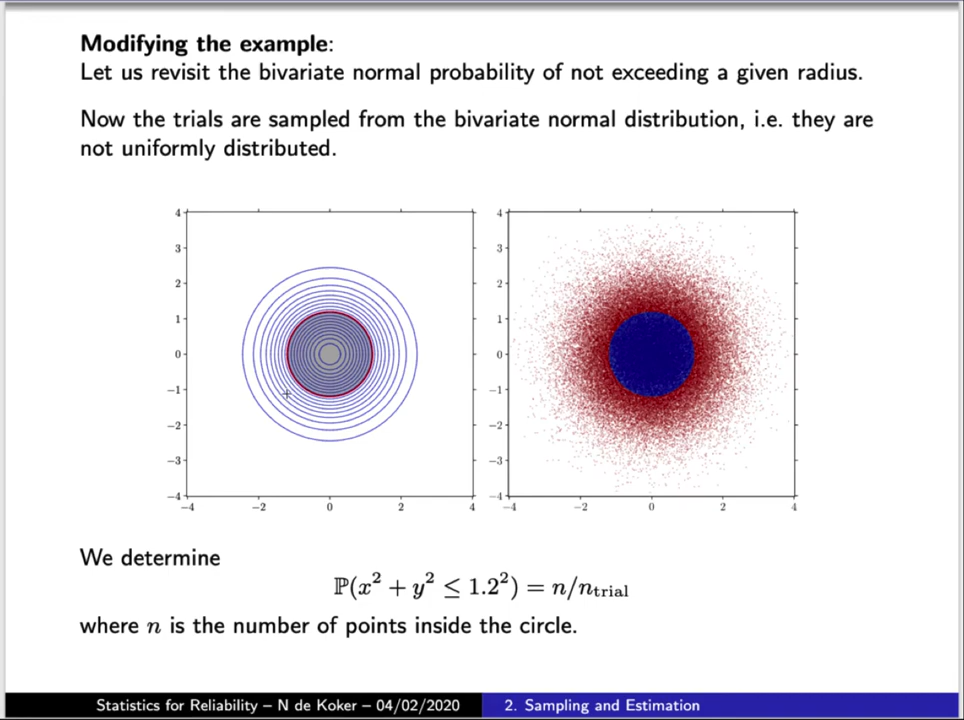 Modifying the example:
Let us revisit the bivariate normal probability of not exceeding a given radius.
Now the trials are sampled from the bivariate normal distribution, i.e. they are
not uniformly distributed.
4
3
2
1
0
−1
−2
−3
−4
−4 −2 0 2 4
4
3
2
1
0
−1
−2
−3
−4
−4 −2 0 2 4
We determine
ℙ(x² + y² ≤ 1.2²) = n/n_trial
where n is the number of points inside the circle.
Statistics for Reliability – N de Koker – 04/02/2020 2. Sampling and Estimation